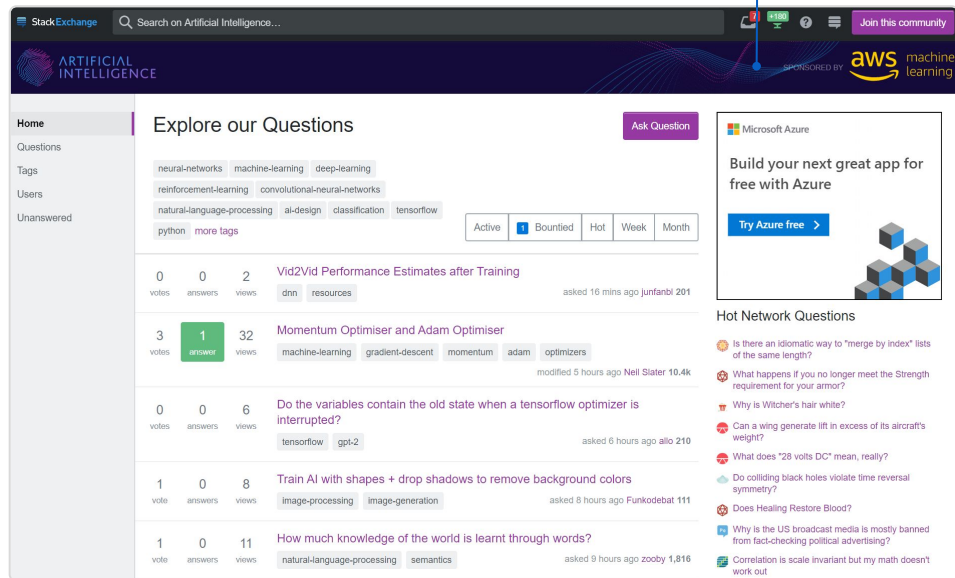 StackExchange
Search on Artificial Intelligence...
7
+180
Join this community
ARTIFICIAL
INTELLIGENCE
SPONSORED BY
aws machine
learning
Home
Questions
Tags
Users
Unanswered
Explore our Questions
Ask Question
neural-networks machine-learning deep-learning
reinforcement-learning convolutional-neural-networks
natural-language-processing ai-design classification tensorflow
python more tags
Active 1 Bountied Hot Week Month
0 0 2 Vid2Vid Performance Estimates after Training
votes answers views dnn resources asked 16 mins ago junfanbl 201
3 1 32 Momentum Optimiser and Adam Optimiser
votes answer views machine-learning gradient-descent momentum adam optimizers
modified 5 hours ago Neil Slater 10.4k
0 0 6 Do the variables contain the old state when a tensorflow optimizer is
votes answers views interrupted?
tensorflow gpt-2 asked 6 hours ago allo 210
1 0 8 Train AI with shapes + drop shadows to remove background colors
vote answers views image-processing image-generation asked 8 hours ago Funkodebat 111
1 0 11 How much knowledge of the world is learnt through words?
vote answers views natural-language-processing semantics asked 9 hours ago zooby 1,816
Microsoft Azure
Build your next great app for
free with Azure
Try Azure free
Hot Network Questions
Is there an idiomatic way to "merge by index" lists
of the same length?
What happens if you no longer meet the Strength
requirement for your armor?
Why is Witcher's hair white?
Can a wing generate lift in excess of its aircraft's
weight?
What does "28 volts DC" mean, really?
Do colliding black holes violate time reversal
symmetry?
Does Healing Restore Blood?
Why is the US broadcast media is mostly banned
from fact-checking political advertising?
Correlation is scale invariant but my math doesn't
work out